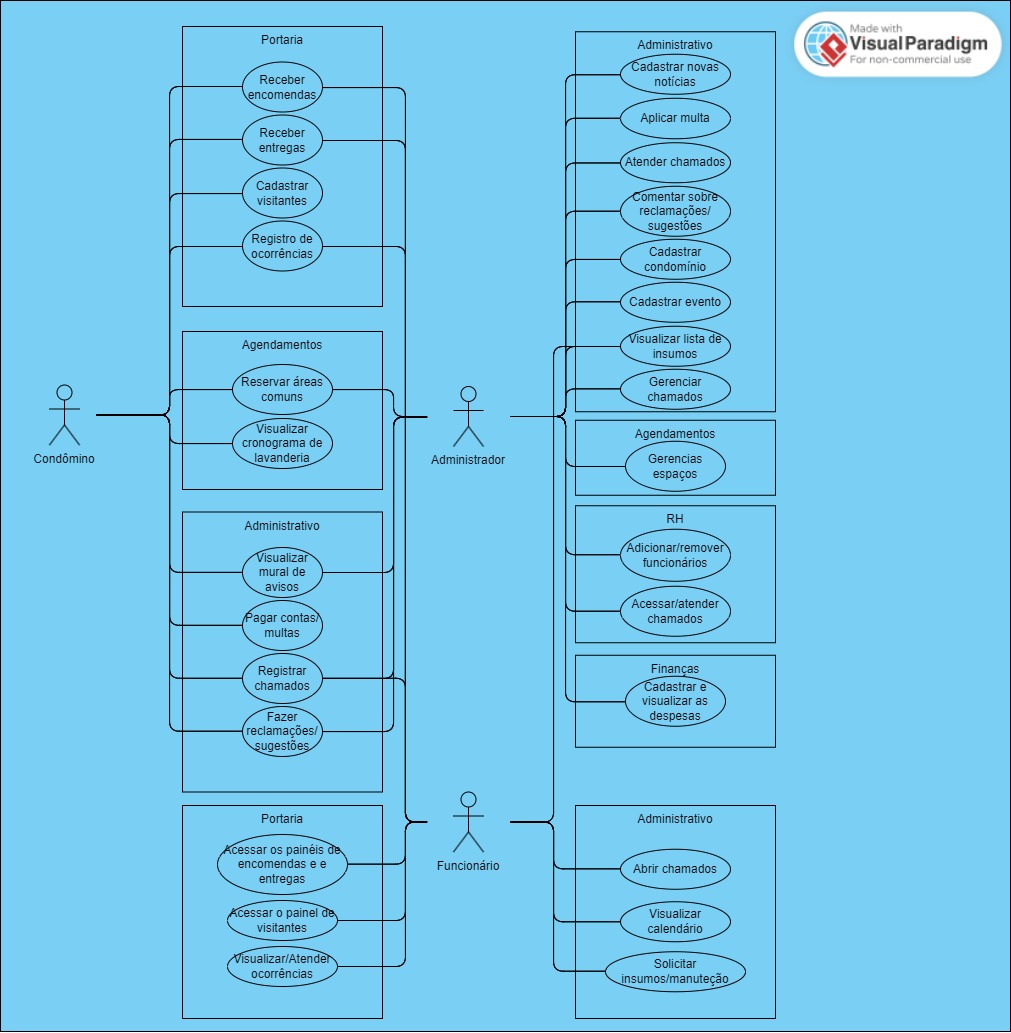 Made with
Visual Paradigm
For non-commercial use
Portaria
Receber
encomendas
Receber
entregas
Cadastrar
visitantes
Registro de
ocorrências
Agendamentos
Reservar áreas
comuns
Visualizar
cronograma de
lavanderia
Condômino
Administrativo
Visualizar
mural de
avisos
Pagar contas/
multas
Registrar
chamados
Fazer
reclamações/
sugestões
Portaria
Acessar os painéis de
encomendas e e
entregas
Acessar o painel de
visitantes
Visualizar/Atender
ocorrências
Administrador
Funcionário
Administrativo
Cadastrar novas
notícias
Aplicar multa
Atender chamados
Comentar sobre
reclamações/
sugestões
Cadastrar
condomínio
Cadastrar evento
Visualizar lista de
insumos
Gerenciar
chamados
Agendamentos
Gerencias
espaços
RH
Adicionar/remover
funcionários
Acessar/atender
chamados
Finanças
Cadastrar e
visualizar as
despesas
Administrativo
Abrir chamados
Visualizar
calendário
Solicitar
insumos/manuteção